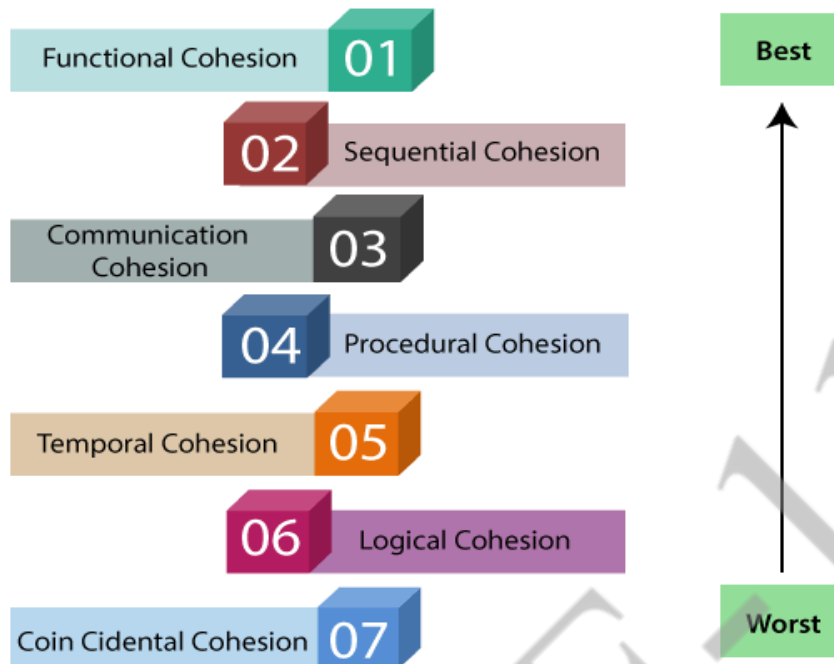 Functional Cohesion 01
Best
02 Sequential Cohesion
Communication
Cohesion
03
04 Procedural Cohesion
Temporal Cohesion 05
06 Logical Cohesion
Coin Cidental Cohesion 07
Worst